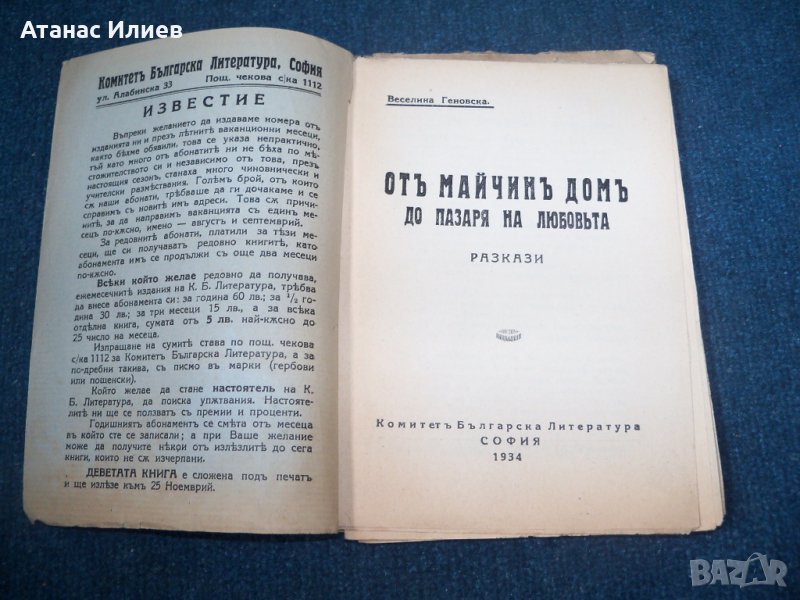 Атанас Илиев
Комитетъ Българска Литература, София
ул. Алабинска 33 Пощ. чекова с/ка 1112
ИЗВЕСТИЕ
Въпреки желанието да издаваме номера отъ
изданията ни и презъ лѣтнитѣ ваканционни месеци,
както бѣхме обявили, това се указа непрактично,
тъй като много отъ абонатитѣ ни не бѣха по мѣ-
стожителството си и независимо отъ това, презъ
настоящия сезонъ, станаха много чиновнически и
учителски размѣствания. Голѣмъ брой, отъ които
сѫ наши абонати, трѣбваше да ги дочакаме и се
справимъ съ новитѣ имъ адреси. Това сѫ причи-
нитѣ, за да направимъ ваканцията съ единъ ме-
сецъ по-кѫсно, именно — августъ и септемврий.
За редовнитѣ абонати, платили за тѣзи ме-
сеци, ще си получаватъ редовно книгитѣ, като
абонамента имъ се продължи съ още два месеци
по-кѫсно.
Всѣки който желае редовно да получава,
ежемесечнитѣ издания на К. Б. Литература, трѣбва
да внесе абонамента си: за година 60 лв.; за ½ го-
дина 30 лв.; за три месеци 15 лв., а за всѣка
отдѣлна книга, сумата отъ 5 лв. най-кѫсно до
25 число на месеца.
Изпращане на сумитѣ става по пощ. чекова
с/ка 1112 за Комитетъ Българска Литература, а за
по-дребни такива, съ писмо въ марки (гербови
или пощенски).
Който желае да стане настоятель на К.
Б. Литература, да поиска упѫтвания. Настояте-
литѣ ни ще се ползватъ съ премии и проценти.
Годишниятъ абонаментъ се смѣта отъ месеца
въ който сте се записали; а при Ваше желание
може да получите нѣкои отъ излѣзлитѣ до сега
книги, които не сѫ изчерпани.
ДЕВЕТАТА КНИГА е сложена подъ печатъ
и ще излѣзе къмъ 25 Ноемврий.
Веселина Геновска.
ОТЪ МАЙЧИНЪ ДОМЪ
ДО ПАЗАРЯ НА ЛЮБОВЬТА
РАЗКАЗИ
Комитетъ Българска Литература
СОФИЯ
1934
BAZAR